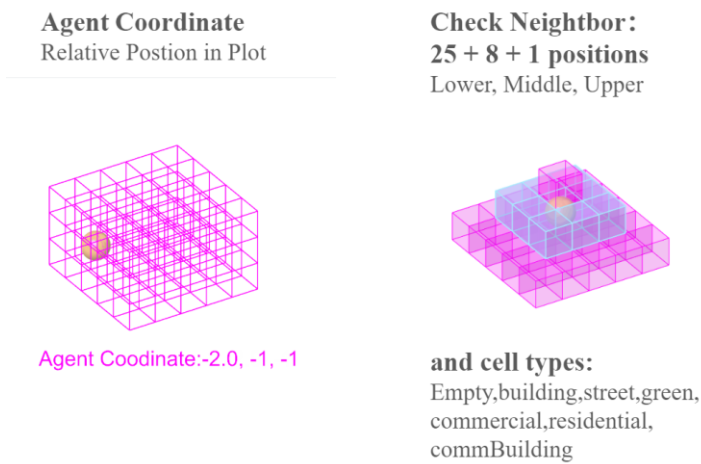 Agent Coordinate
Relative Postion in Plot
Agent Coodinate:-2.0, -1, -1
Check Neightbor:
25 + 8 + 1 positions
Lower, Middle, Upper
and cell types:
Empty,building,street,green,
commercial,residential,
commBuilding